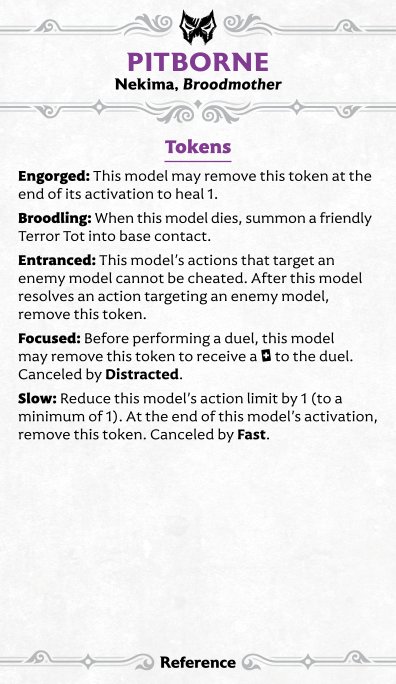 PITBORNE
Nekima, Broodmother
Tokens
Engorged: This model may remove this token at the
end of its activation to heal 1.
Broodling: When this model dies, summon a friendly
Terror Tot into base contact.
Entranced: This model's actions that target an
enemy model cannot be cheated. After this model
resolves an action targeting an enemy model,
remove this token.
Focused: Before performing a duel, this model
may remove this token to receive a + to the duel.
Canceled by Distracted.
Slow: Reduce this model's action limit by 1 (to a
minimum of 1). At the end of this model's activation,
remove this token. Canceled by Fast.
Reference